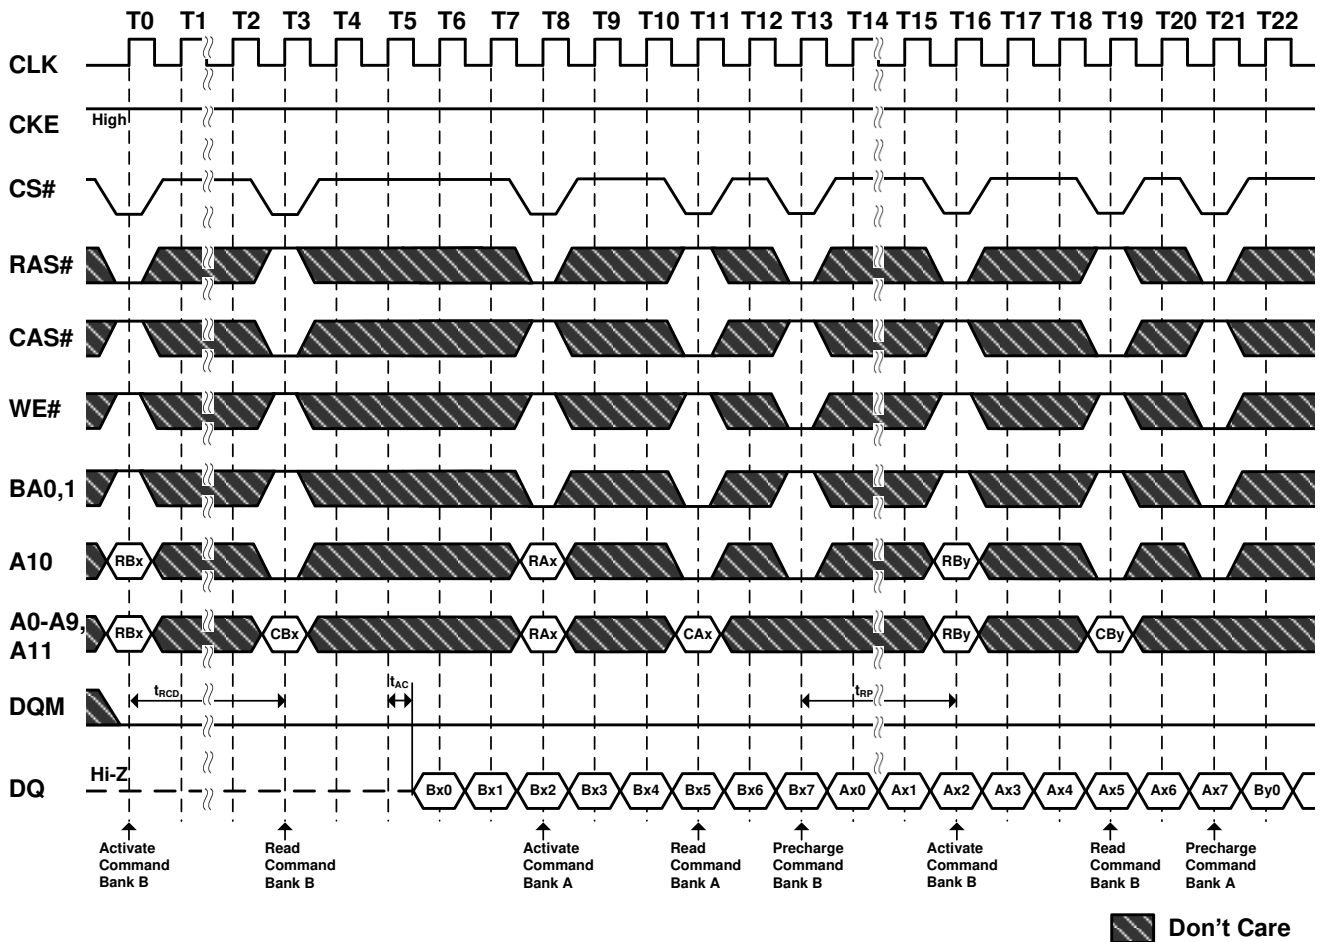 T0 T1 T2 T3 T4 T5 T6 T7 T8 T9 T10 T11 T12 T13 T14 T15 T16 T17 T18 T19 T20 T21 T22
CLK
CKE High
CS#
RAS#
CAS#
WE#
BA0,1
A10 RBx RAx RBy
A0-A9,
A11
RBx CBx RAx CAx RBy CBy
DQM tRCD tAC tRP
DQ Hi-Z Bx0 Bx1 Bx2 Bx3 Bx4 Bx5 Bx6 Bx7 Ax0 Ax1 Ax2 Ax3 Ax4 Ax5 Ax6 Ax7 By0
Activate
Command
Bank B
Read
Command
Bank B
Activate
Command
Bank A
Read
Command
Bank A
Precharge
Command
Bank B
Activate
Command
Bank B
Read
Command
Bank B
Precharge
Command
Bank A
Don't Care